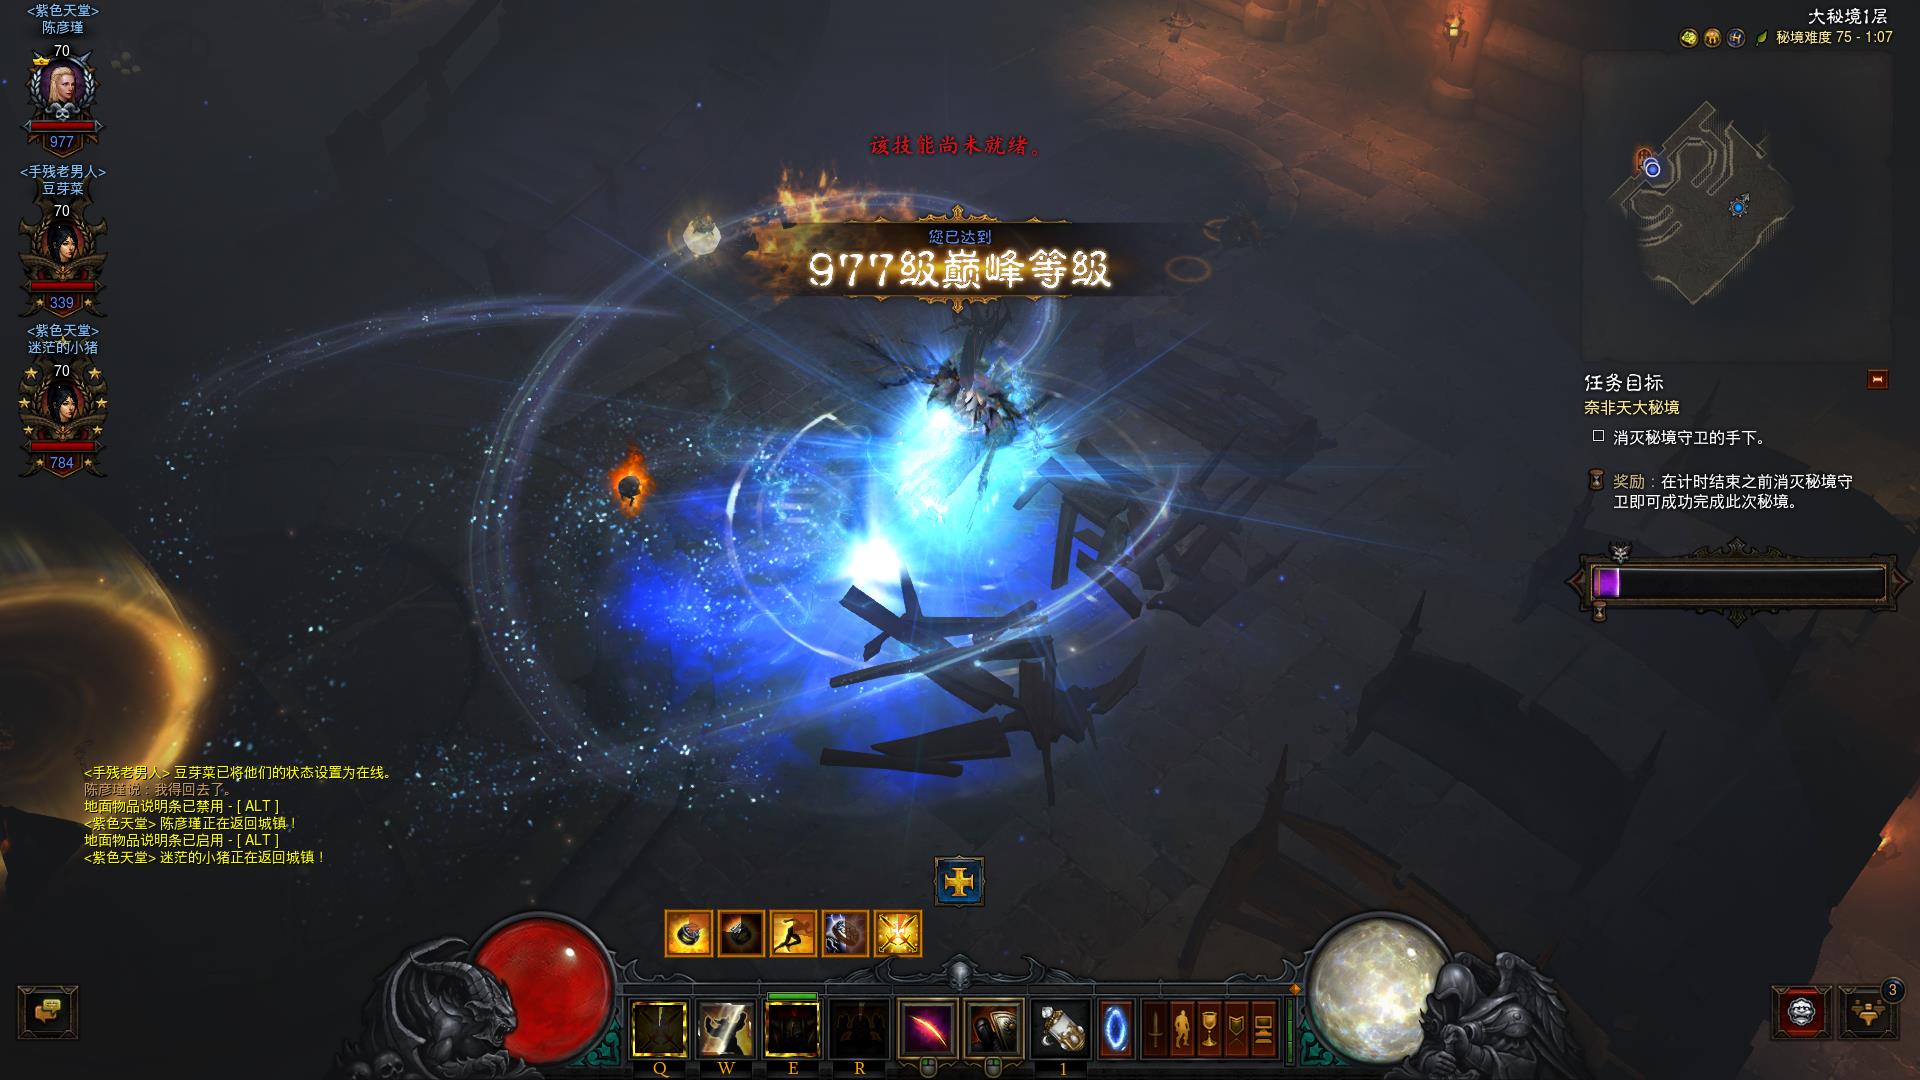 <紫色天堂>
陈彦瑾
70
977
<手残老男人>
豆芽菜
70
339
<紫色天堂>
迷茫的小猪
70
784
大秘境1层
秘境难度 75 - 1:07
该技能尚未就绪。
您已达到
977级巅峰等级
任务目标
奈非天大秘境
消灭秘境守卫的手下。
奖励：在计时结束之前消灭秘境守
卫即可成功完成此次秘境。
<手残老男人> 豆芽菜已将他们的状态设置为在线。
陈彦瑾说：我得回去了。
地面物品说明条已禁用 - [ ALT ]
<紫色天堂> 陈彦瑾正在返回城镇！
地面物品说明条已启用 - [ ALT ]
<紫色天堂> 迷茫的小猪正在返回城镇！
Q W E R 1
3